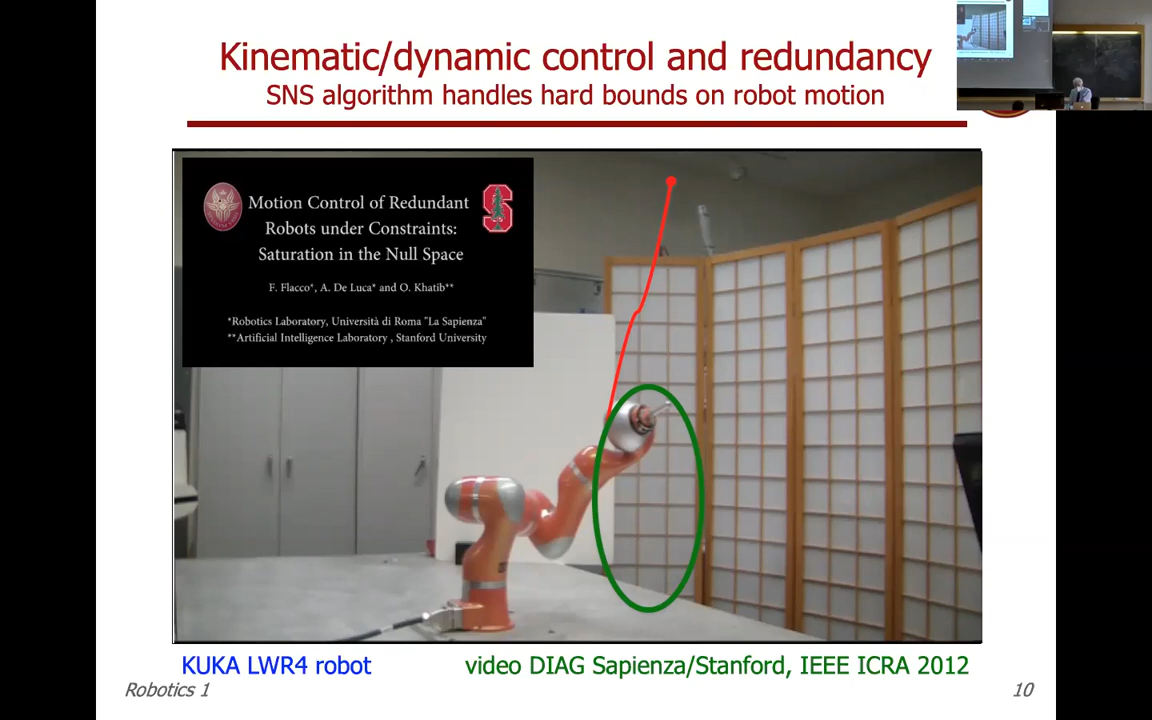 Kinematic/dynamic control and redundancy
SNS algorithm handles hard bounds on robot motion
Motion Control of Redundant
Robots under Constraints:
Saturation in the Null Space
F. Flacco*, A. De Luca* and O. Khatib**
*Robotics Laboratory, Università di Roma "La Sapienza"
**Artificial Intelligence Laboratory , Stanford University
KUKA LWR4 robot
video DIAG Sapienza/Stanford, IEEE ICRA 2012
Robotics 1
10